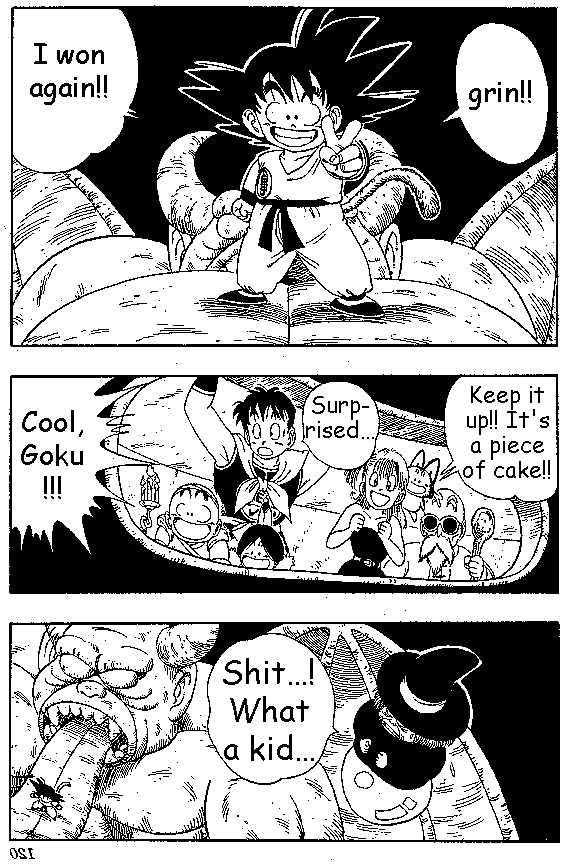 I won
again!!
grin!!
Cool,
Goku
!!!
Surp-
rised...
Keep it
up!! It's
a piece
of cake!!
Shit...!
What
a kid...
120